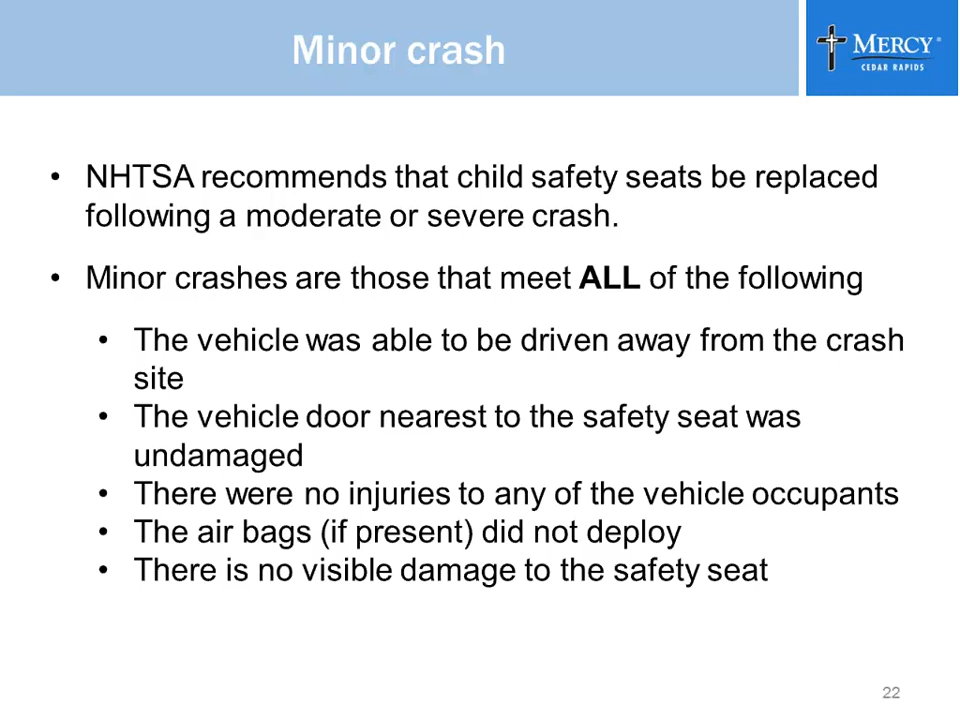 Minor crash
MERCY
CEDAR RAPIDS
• NHTSA recommends that child safety seats be replaced
following a moderate or severe crash.
• Minor crashes are those that meet ALL of the following
• The vehicle was able to be driven away from the crash
site
• The vehicle door nearest to the safety seat was
undamaged
• There were no injuries to any of the vehicle occupants
• The air bags (if present) did not deploy
• There is no visible damage to the safety seat
22